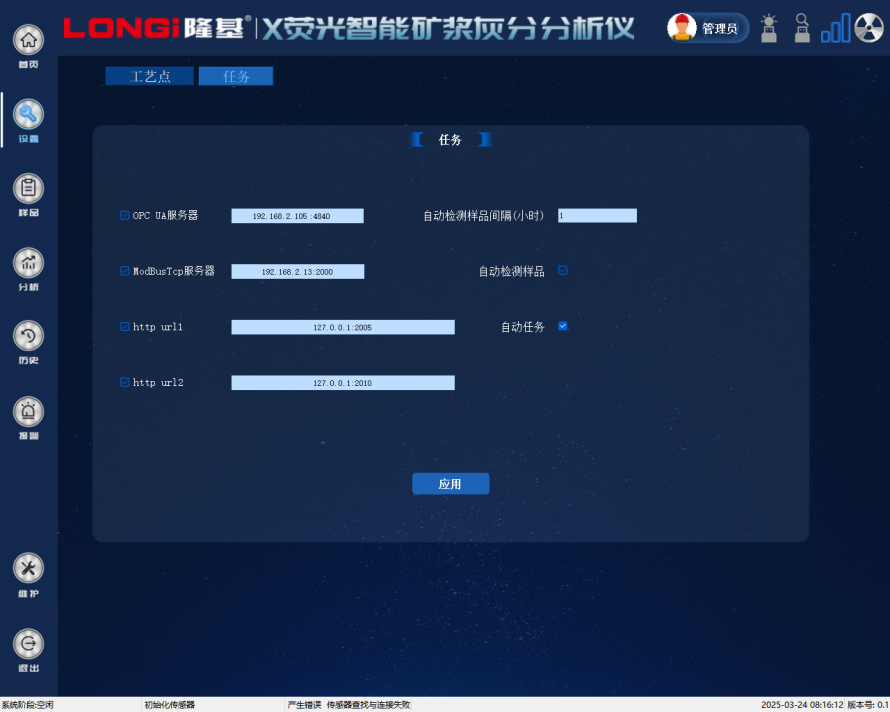 LONGi隆基® X荧光智能矿浆灰分分析仪
管理员
首页
设置
样品
分析
历史
报警
维护
退出
工艺点 任务
任务
OPC UA服务器 192.168.2.105:4840 自动检测样品间隔(小时) 1
ModBusTcp服务器 192.168.2.13:2000 自动检测样品
http url1 127.0.0.1:2005 自动任务
http url2 127.0.0.1:2010
应用
系统阶段:空闲 初始化传感器 产生错误 传感器查找与连接失败 2025-03-24 08:16:12 版本号: 0.1